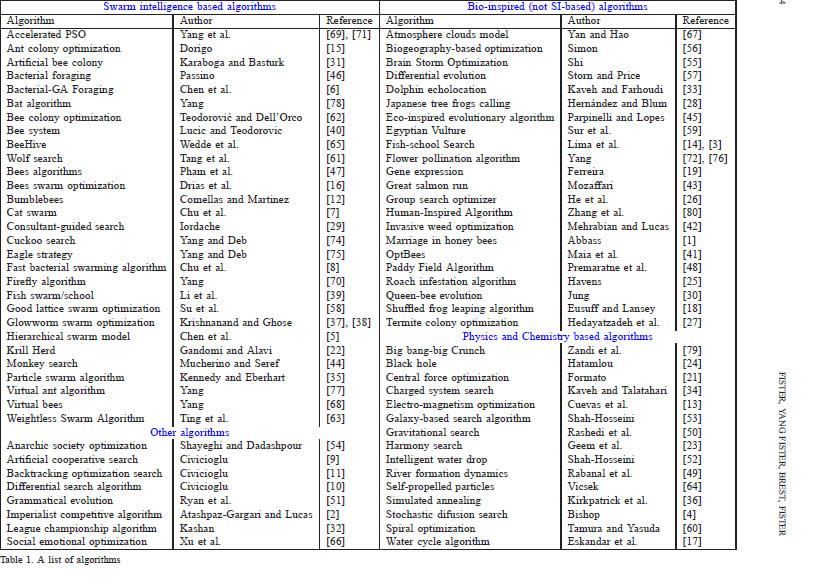 4
Swarm intelligence based algorithms
Algorithm Author Reference
Accelerated PSO Yang et al. [69], [71]
Ant colony optimization Dorigo [15]
Artificial bee colony Karaboga and Basturk [31]
Bacterial foraging Passino [46]
Bacterial-GA Foraging Chen et al. [6]
Bat algorithm Yang [78]
Bee colony optimization Teodorović and Dell'Orco [62]
Bee system Lucic and Teodorovic [40]
BeeHive Wedde et al. [65]
Wolf search Tang et al. [61]
Bees algorithms Pham et al. [47]
Bees swarm optimization Drias et al. [16]
Bumblebees Comellas and Martinez [12]
Cat swarm Chu et al. [7]
Consultant-guided search Iordache [29]
Cuckoo search Yang and Deb [74]
Eagle strategy Yang and Deb [75]
Fast bacterial swarming algorithm Chu et al. [8]
Firefly algorithm Yang [70]
Fish swarm/school Li et al. [39]
Good lattice swarm optimization Su et al. [58]
Glowworm swarm optimization Krishnanand and Ghose [37], [38]
Hierarchical swarm model Chen et al. [5]
Krill Herd Gandomi and Alavi [22]
Monkey search Mucherino and Seref [44]
Particle swarm algorithm Kennedy and Eberhart [35]
Virtual ant algorithm Yang [77]
Virtual bees Yang [68]
Weightless Swarm Algorithm Ting et al. [63]
Other algorithms
Anarchic society optimization Shayeghi and Dadashpour [54]
Artificial cooperative search Civicioglu [9]
Backtracking optimization search Civicioglu [11]
Differential search algorithm Civicioglu [10]
Grammatical evolution Ryan et al. [51]
Imperialist competitive algorithm Atashpaz-Gargari and Lucas [2]
League championship algorithm Kashan [32]
Social emotional optimization Xu et al. [66]
Bio-inspired (not SI-based) algorithms
Algorithm Author Reference
Atmosphere clouds model Yan and Hao [67]
Biogeography-based optimization Simon [56]
Brain Storm Optimization Shi [55]
Differential evolution Storn and Price [57]
Dolphin echolocation Kaveh and Farhoudi [33]
Japanese tree frogs calling Hernández and Blum [28]
Eco-inspired evolutionary algorithm Parpinelli and Lopes [45]
Egyptian Vulture Sur et al. [59]
Fish-school Search Lima et al. [14], [3]
Flower pollination algorithm Yang [72], [76]
Gene expression Ferreira [19]
Great salmon run Mozaffari [43]
Group search optimizer He et al. [26]
Human-Inspired Algorithm Zhang et al. [80]
Invasive weed optimization Mehrabian and Lucas [42]
Marriage in honey bees Abbass [1]
OptBees Maia et al. [41]
Paddy Field Algorithm Premaratne et al. [48]
Roach infestation algorithm Havens [25]
Queen-bee evolution Jung [30]
Shuffled frog leaping algorithm Eusuff and Lansey [18]
Termite colony optimization Hedayatzadeh et al. [27]
Physics and Chemistry based algorithms
Big bang-big Crunch Zandi et al. [79]
Black hole Hatamlou [24]
Central force optimization Formato [21]
Charged system search Kaveh and Talatahari [34]
Electro-magnetism optimization Cuevas et al. [13]
Galaxy-based search algorithm Shah-Hosseini [53]
Gravitational search Rashedi et al. [50]
Harmony search Geem et al. [23]
Intelligent water drop Shah-Hosseini [52]
River formation dynamics Rabanal et al. [49]
Self-propelled particles Vicsek [64]
Simulated annealing Kirkpatrick et al. [36]
Stochastic difusion search Bishop [4]
Spiral optimization Tamura and Yasuda [60]
Water cycle algorithm Eskandar et al. [17]
Table 1. A list of algorithms
FISTER, YANG FISTER, BREST, FISTER